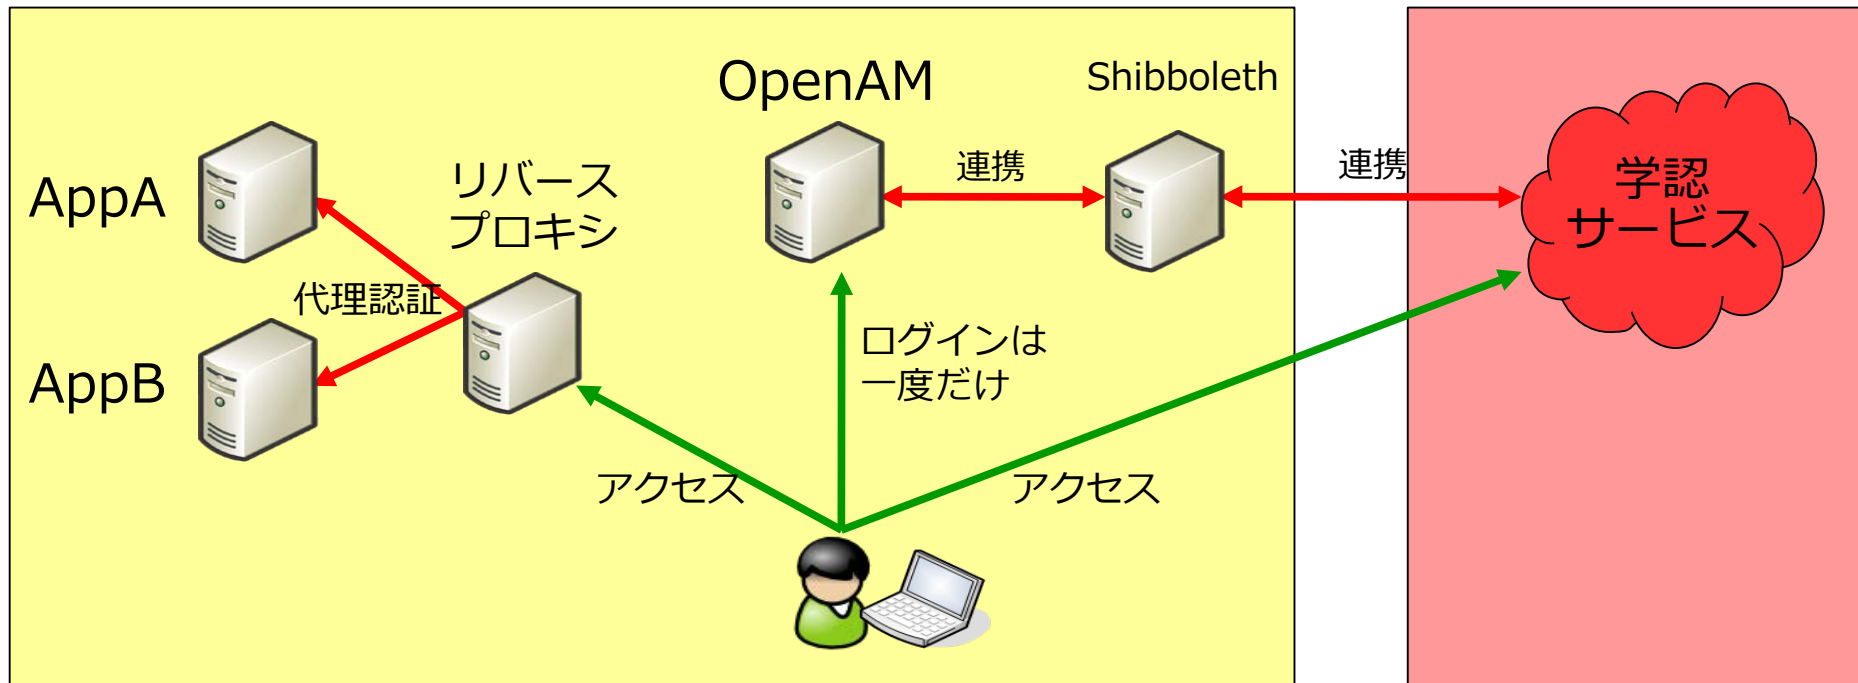 OpenAM
Shibboleth
AppA
リバース
プロキシ
連携
連携
学認
サービス
代理認証
AppB
ログインは
一度だけ
アクセス
アクセス